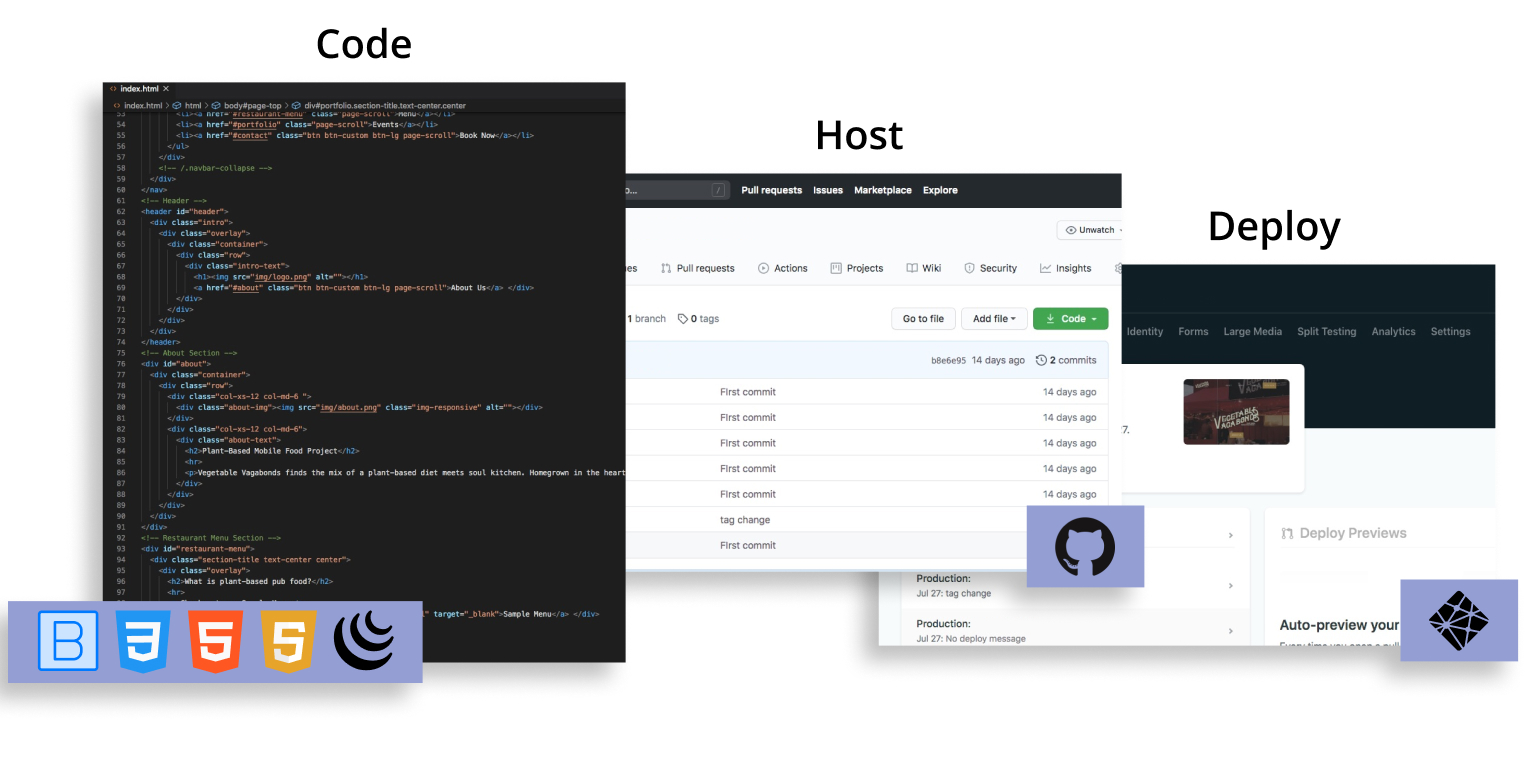 Code
index.html
index.html > html > body#page-top > div#portfolio.section-title.text-center.center
53 <li><a href="#restaurant-menu" class="page-scroll">Menu</a></li>
54 <li><a href="#portfolio" class="page-scroll">Events</a></li>
55 <li><a href="#contact" class="btn btn-custom btn-lg page-scroll">Book Now</a></li>
56 </ul>
57 </div>
58 <!-- /.navbar-collapse -->
59 </div>
60 </nav>
61 <!-- Header -->
62 <header id="header">
63 <div class="intro">
64 <div class="overlay">
65 <div class="container">
66 <div class="row">
67 <div class="intro-text">
68 <h1><img src="img/logo.png" alt=""></h1>
69 <a href="#about" class="btn btn-custom btn-lg page-scroll">About Us</a> </div>
70 </div>
71 </div>
72 </div>
73 </div>
74 </header>
75 <!-- About Section -->
76 <div id="about">
77 <div class="container">
78 <div class="row">
79 <div class="col-xs-12 col-md-6 ">
80 <div class="about-img"><img src="img/about.png" class="img-responsive" alt=""></div>
81 </div>
82 <div class="col-xs-12 col-md-6">
83 <div class="about-text">
84 <h2>Plant-Based Mobile Food Project</h2>
85 <hr>
86 <p>Vegetable Vagabonds finds the mix of a plant-based diet meets soul kitchen. Homegrown in the heart
87 </div>
88 </div>
89 </div>
90 </div>
91 </div>
92 <!-- Restaurant Menu Section -->
93 <div id="restaurant-menu">
94 <div class="section-title text-center center">
95 <div class="overlay">
96 <h2>What is plant-based pub food?</h2>
97 <hr>
target="_blank">Sample Menu</a> </div>
Host
o... / Pull requests Issues Marketplace Explore
Unwatch
es Pull requests Actions Projects Wiki Security Insights
1 branch 0 tags Go to file Add file Code
b8e6e95 14 days ago 2 commits
FIrst commit 14 days ago
FIrst commit 14 days ago
FIrst commit 14 days ago
FIrst commit 14 days ago
FIrst commit 14 days ago
tag change
FIrst commit
Deploy
Identity Forms Large Media Split Testing Analytics Settings
VEGETABLE
VAGABONDS
7.
Production:
Jul 27: tag change
Production:
Jul 27: No deploy message
Deploy Previews
Auto-preview your